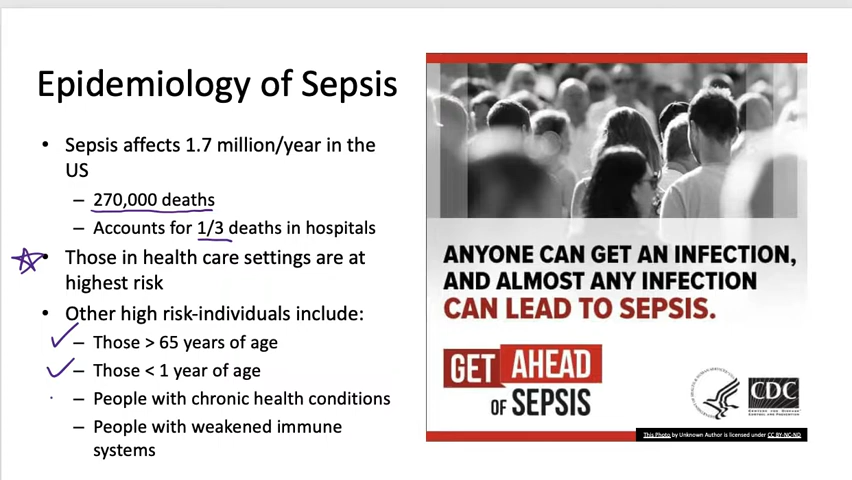 Epidemiology of Sepsis
• Sepsis affects 1.7 million/year in the
US
– 270,000 deaths
– Accounts for 1/3 deaths in hospitals
• Those in health care settings are at
highest risk
• Other high risk-individuals include:
– Those > 65 years of age
– Those < 1 year of age
– People with chronic health conditions
– People with weakened immune
systems
ANYONE CAN GET AN INFECTION,
AND ALMOST ANY INFECTION
CAN LEAD TO SEPSIS.
GET AHEAD
OF SEPSIS
CDC
This Photo by Unknown Author is licensed under CC BY-NC-ND